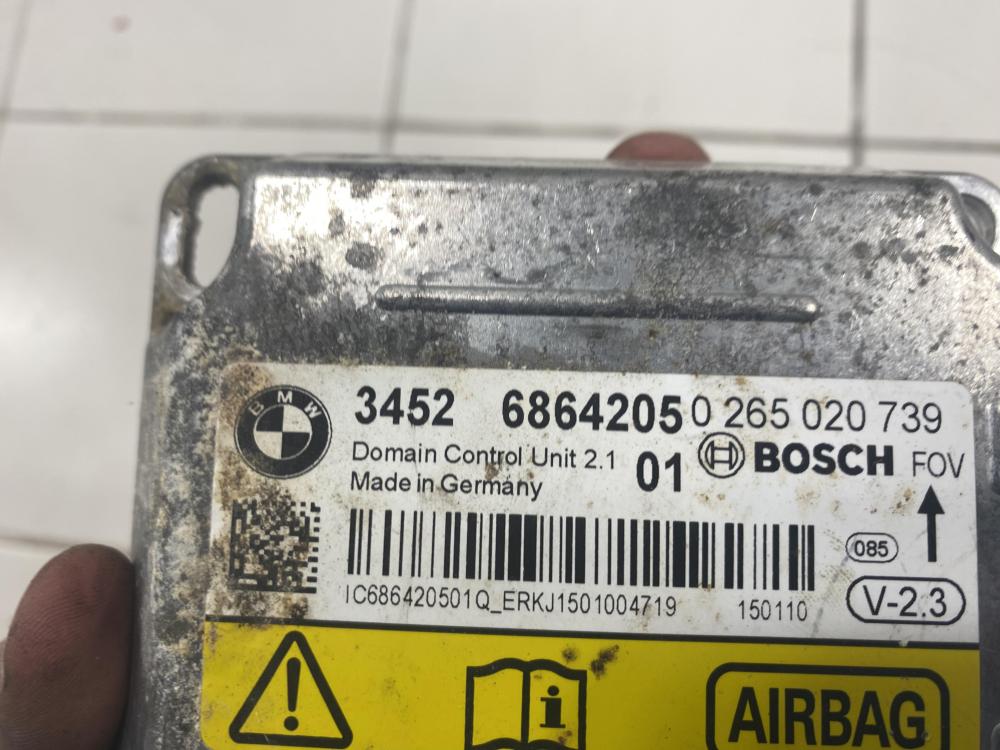 BMW
3452 6864205 0 265 020 739
Domain Control Unit 2.1 01 BOSCH FOV
Made in Germany
085
IC686420501Q_ERKJ1501004719 150110
V-2.3
AIRBAG